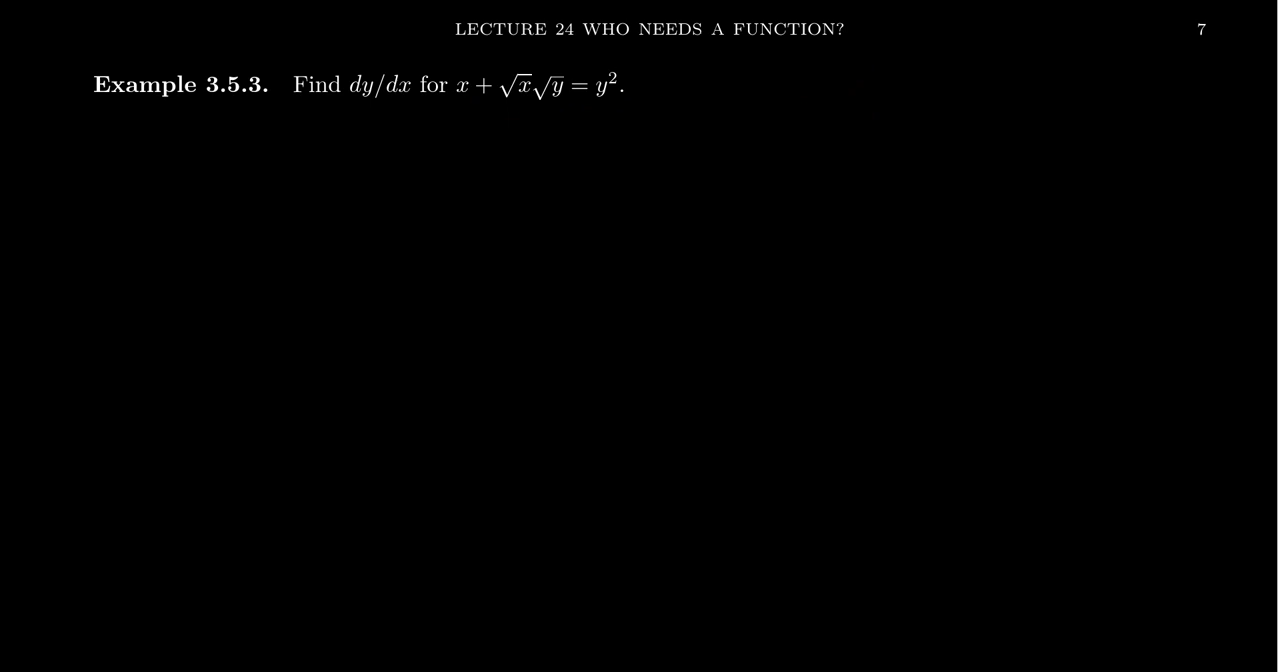 LECTURE 24 WHO NEEDS A FUNCTION? 7
Example 3.5.3. Find dy/dx for x + √x√y = y².